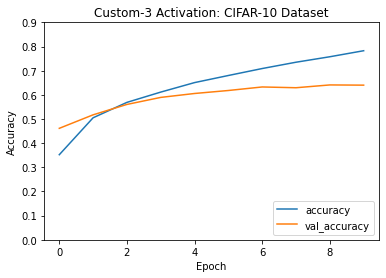 Custom-3 Activation: CIFAR-10 Dataset
Accuracy
0.9
0.8
0.7
0.6
0.5
0.4
0.3
0.2
0.1
0.0
0 2 4 6 8
Epoch
accuracy
val_accuracy